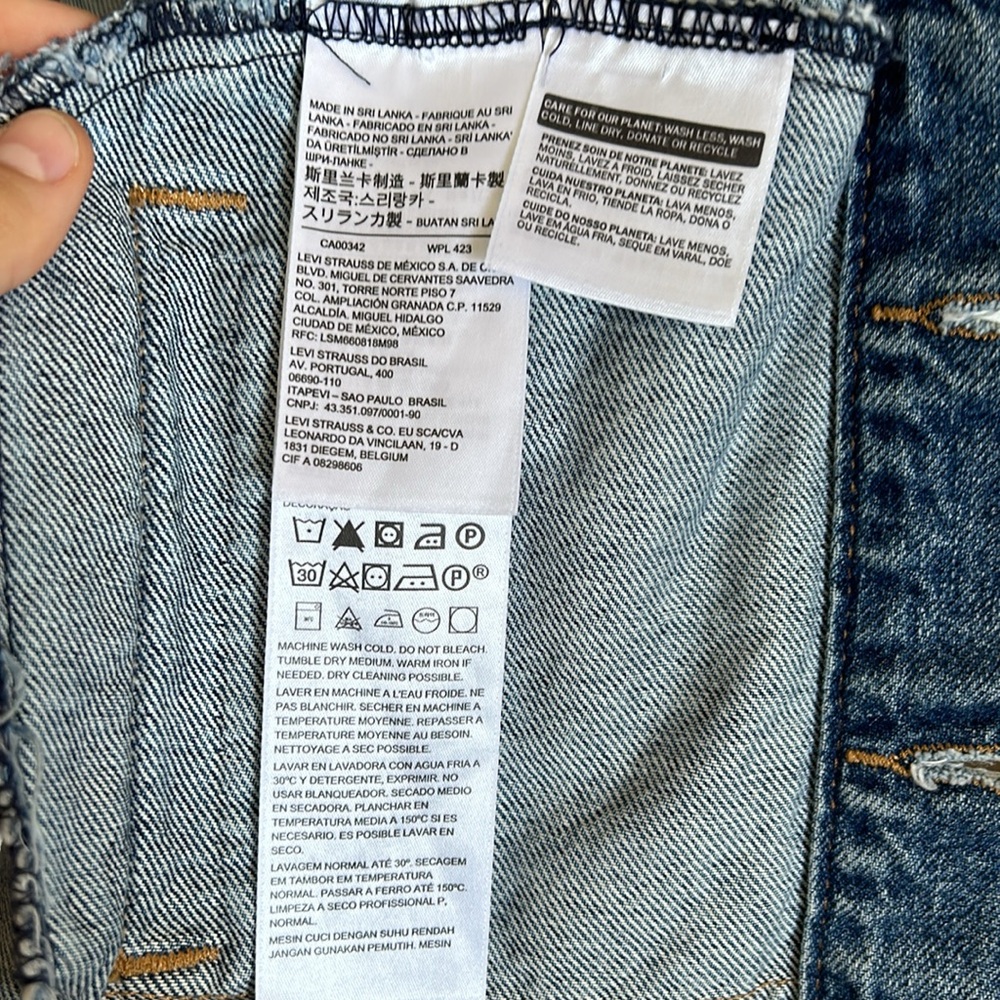 MADE IN SRI LANKA - FABRIQUE AU SRI
LANKA - FABRICADO EN SRI LANKA -
FABRICADO NO SRI LANKA - SRİ LANKA'
DA ÜRETİLMİŞTİR - СДЕЛАНО В
ШРИ-ЛАНКЕ -
斯里兰卡制造 - 斯里蘭卡製
제조국:스리랑카 -
スリランカ製 - BUATAN SRI LA
CA00342 WPL 423
LEVI STRAUSS DE MÉXICO S.A. DE C.
BLVD. MIGUEL DE CERVANTES SAAVEDRA
NO. 301, TORRE NORTE PISO 7
COL. AMPLIACIÓN GRANADA C.P. 11529
ALCALDÍA. MIGUEL HIDALGO
CIUDAD DE MÉXICO, MÉXICO
RFC: LSM660818M98
LEVI STRAUSS DO BRASIL
AV. PORTUGAL, 400
06690-110
ITAPEVI – SAO PAULO BRASIL
CNPJ: 43.351.097/0001-90
LEVI STRAUSS & CO. EU SCA/CVA
LEONARDO DA VINCILAAN, 19 - D
1831 DIEGEM, BELGIUM
CIF A 08298606
CARE FOR OUR PLANET: WASH LESS, WASH
COLD, LINE DRY, DONATE OR RECYCLE
PRENEZ SOIN DE NOTRE PLANETE: LAVEZ
MOINS, LAVEZ À FROID, LAISSEZ SECHER
NATURELLEMENT, DONNEZ OU RECYCLEZ
CUIDA NUESTRO PLANETA: LAVA MENOS,
LAVA EN FRIO, TIENDE LA ROPA. DONA O
RECYCLA.
CUIDE DO NOSSO PLANETA: LAVE MENOS,
LAVE EM ÁGUA FRIA, SEQUE EM VARAL, DOE
OU RECICLE.
DECORAÇÃO
P
30 P®
MACHINE WASH COLD. DO NOT BLEACH.
TUMBLE DRY MEDIUM. WARM IRON IF
NEEDED. DRY CLEANING POSSIBLE.
LAVER EN MACHINE A L'EAU FROIDE. NE
PAS BLANCHIR. SECHER EN MACHINE A
TEMPERATURE MOYENNE. REPASSER A
TEMPERATURE MOYENNE AU BESOIN.
NETTOYAGE A SEC POSSIBLE.
LAVAR EN LAVADORA CON AGUA FRIA A
30ºC Y DETERGENTE, EXPRIMIR. NO
USAR BLANQUEADOR. SECADO MEDIO
EN SECADORA. PLANCHAR EN
TEMPERATURA MEDIA A 150ºC SI ES
NECESARIO. ES POSIBLE LAVAR EN
SECO.
LAVAGEM NORMAL ATÉ 30º. SECAGEM
EM TAMBOR EM TEMPERATURA
NORMAL. PASSAR A FERRO ATÉ 150ºC.
LIMPEZA A SECO PROFISSIONAL P,
NORMAL.
MESIN CUCI DENGAN SUHU RENDAH
JANGAN GUNAKAN PEMUTIH. MESIN